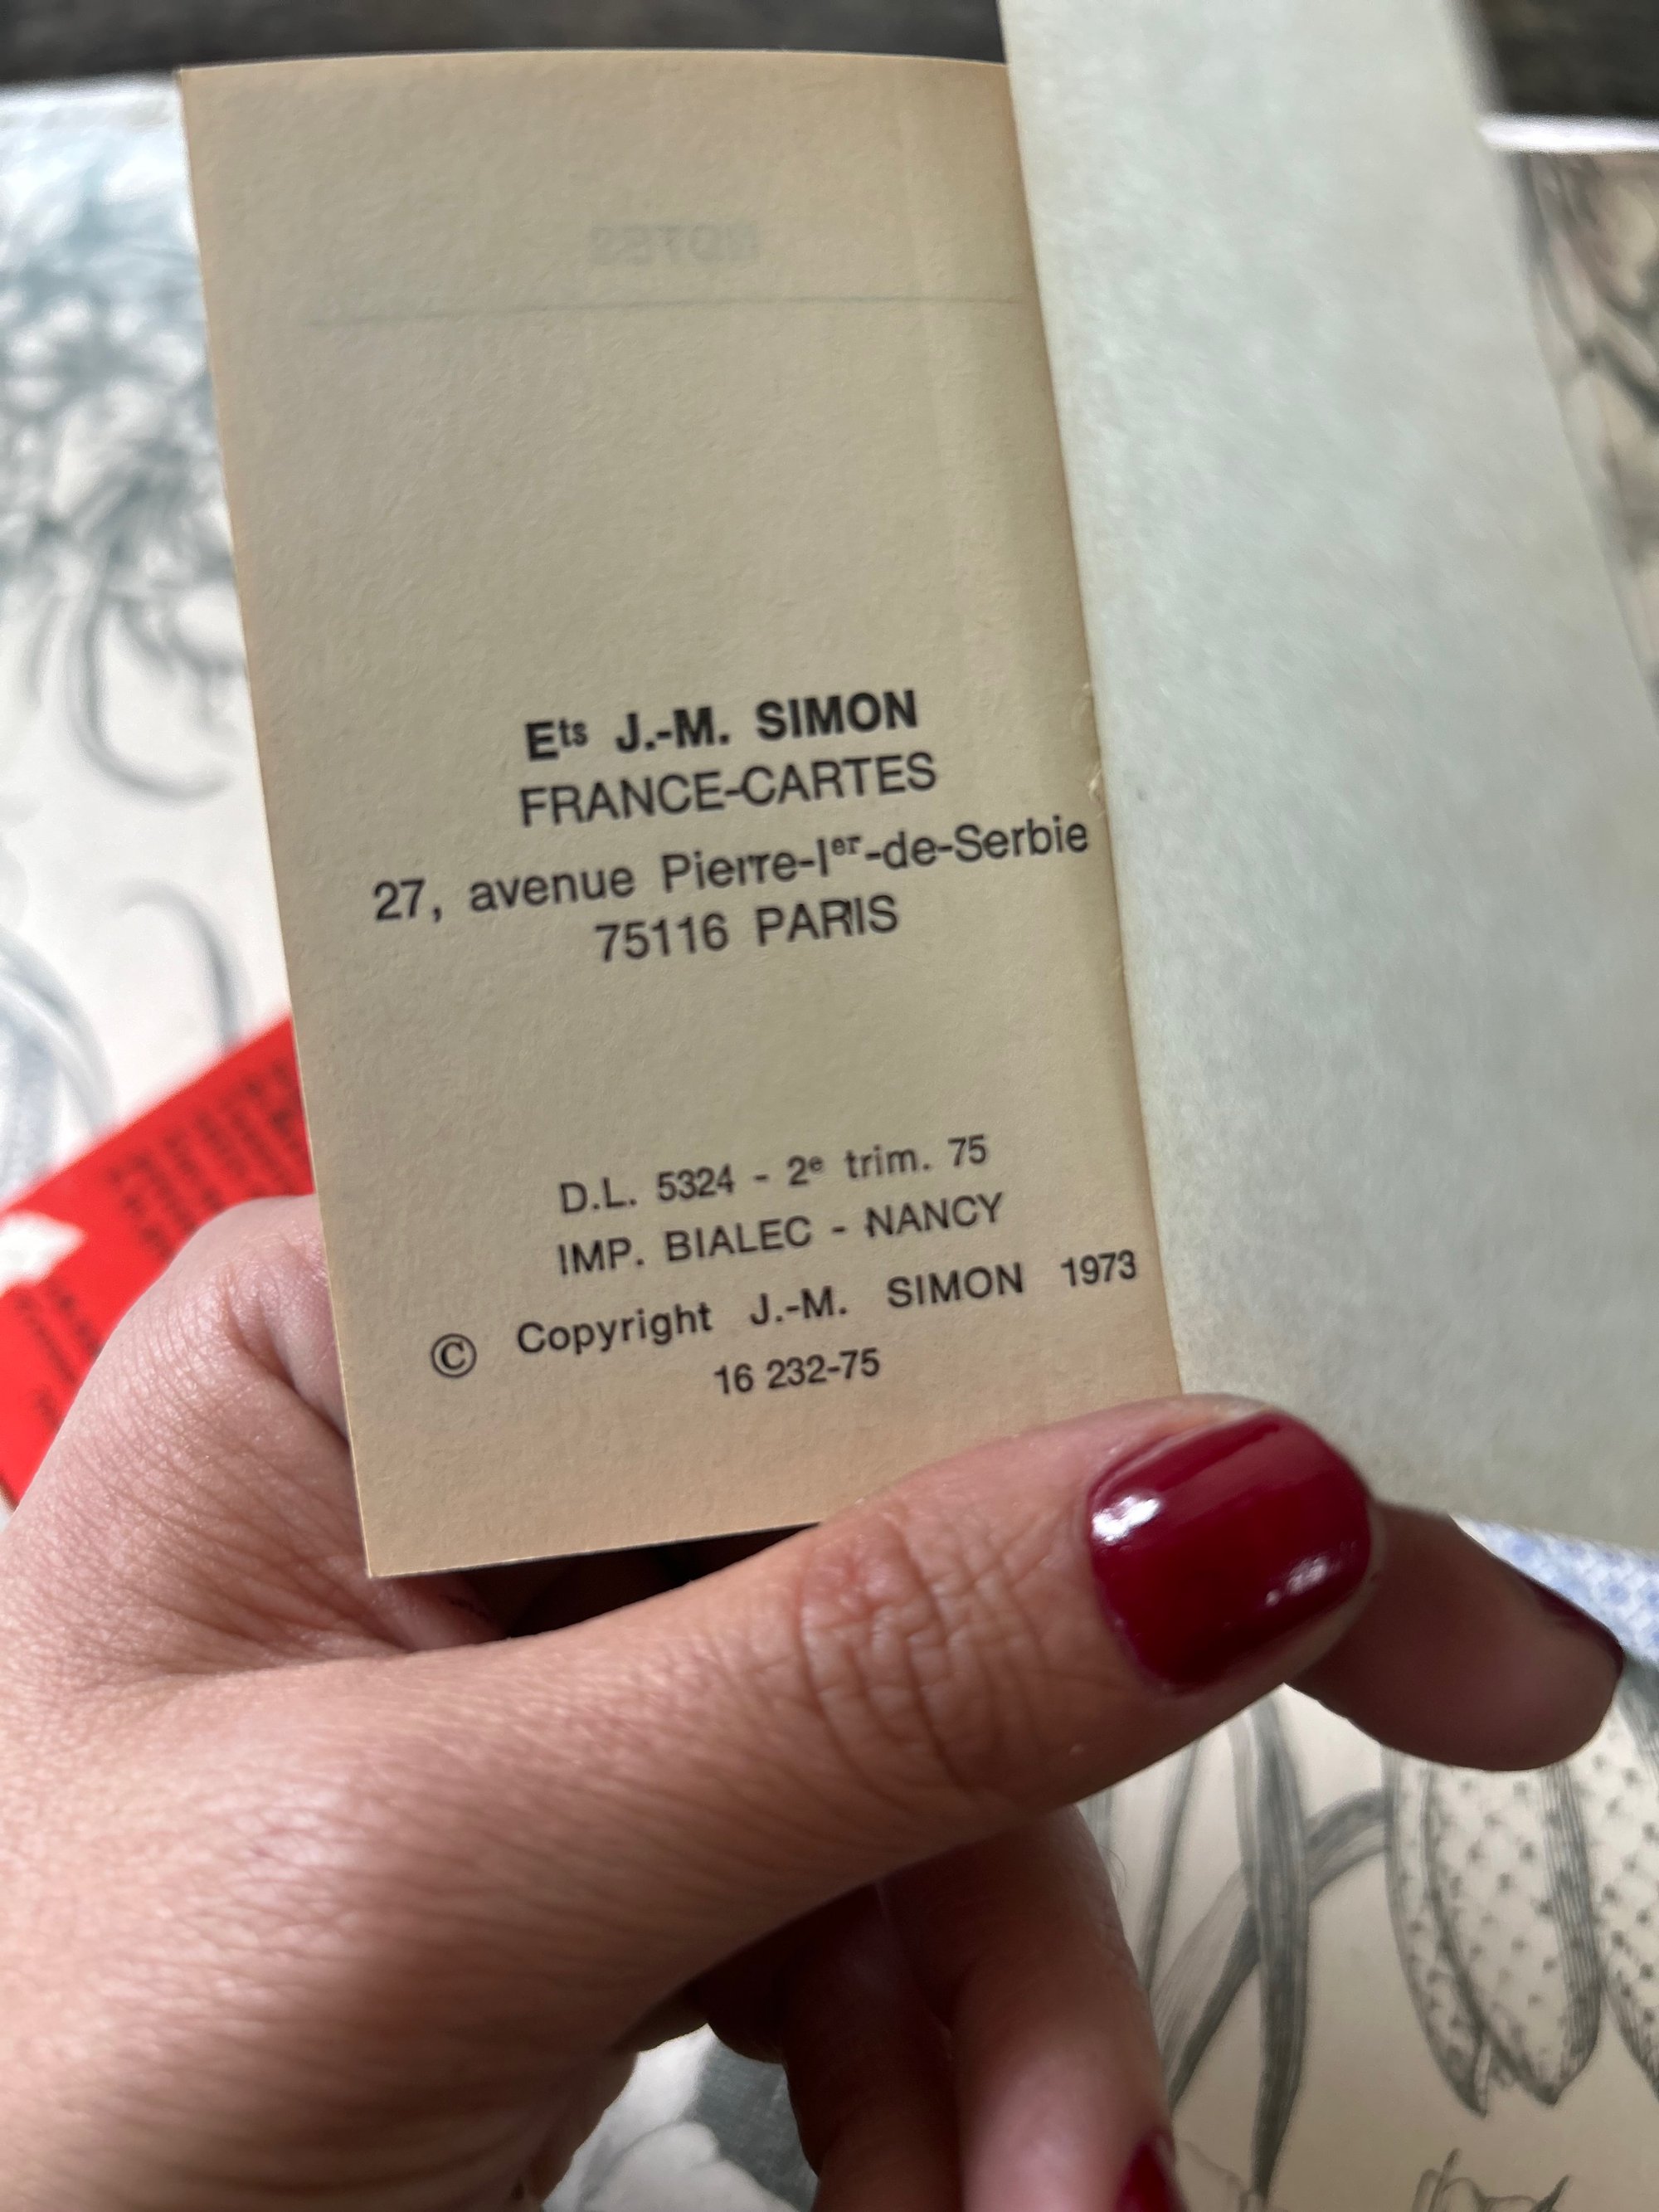 Ets J.-M. SIMON
FRANCE-CARTES
27, avenue Pierre-Ier-de-Serbie
75116 PARIS
D.L. 5324 - 2e trim. 75
IMP. BIALEC - NANCY
© Copyright J.-M. SIMON 1973
16 232-75